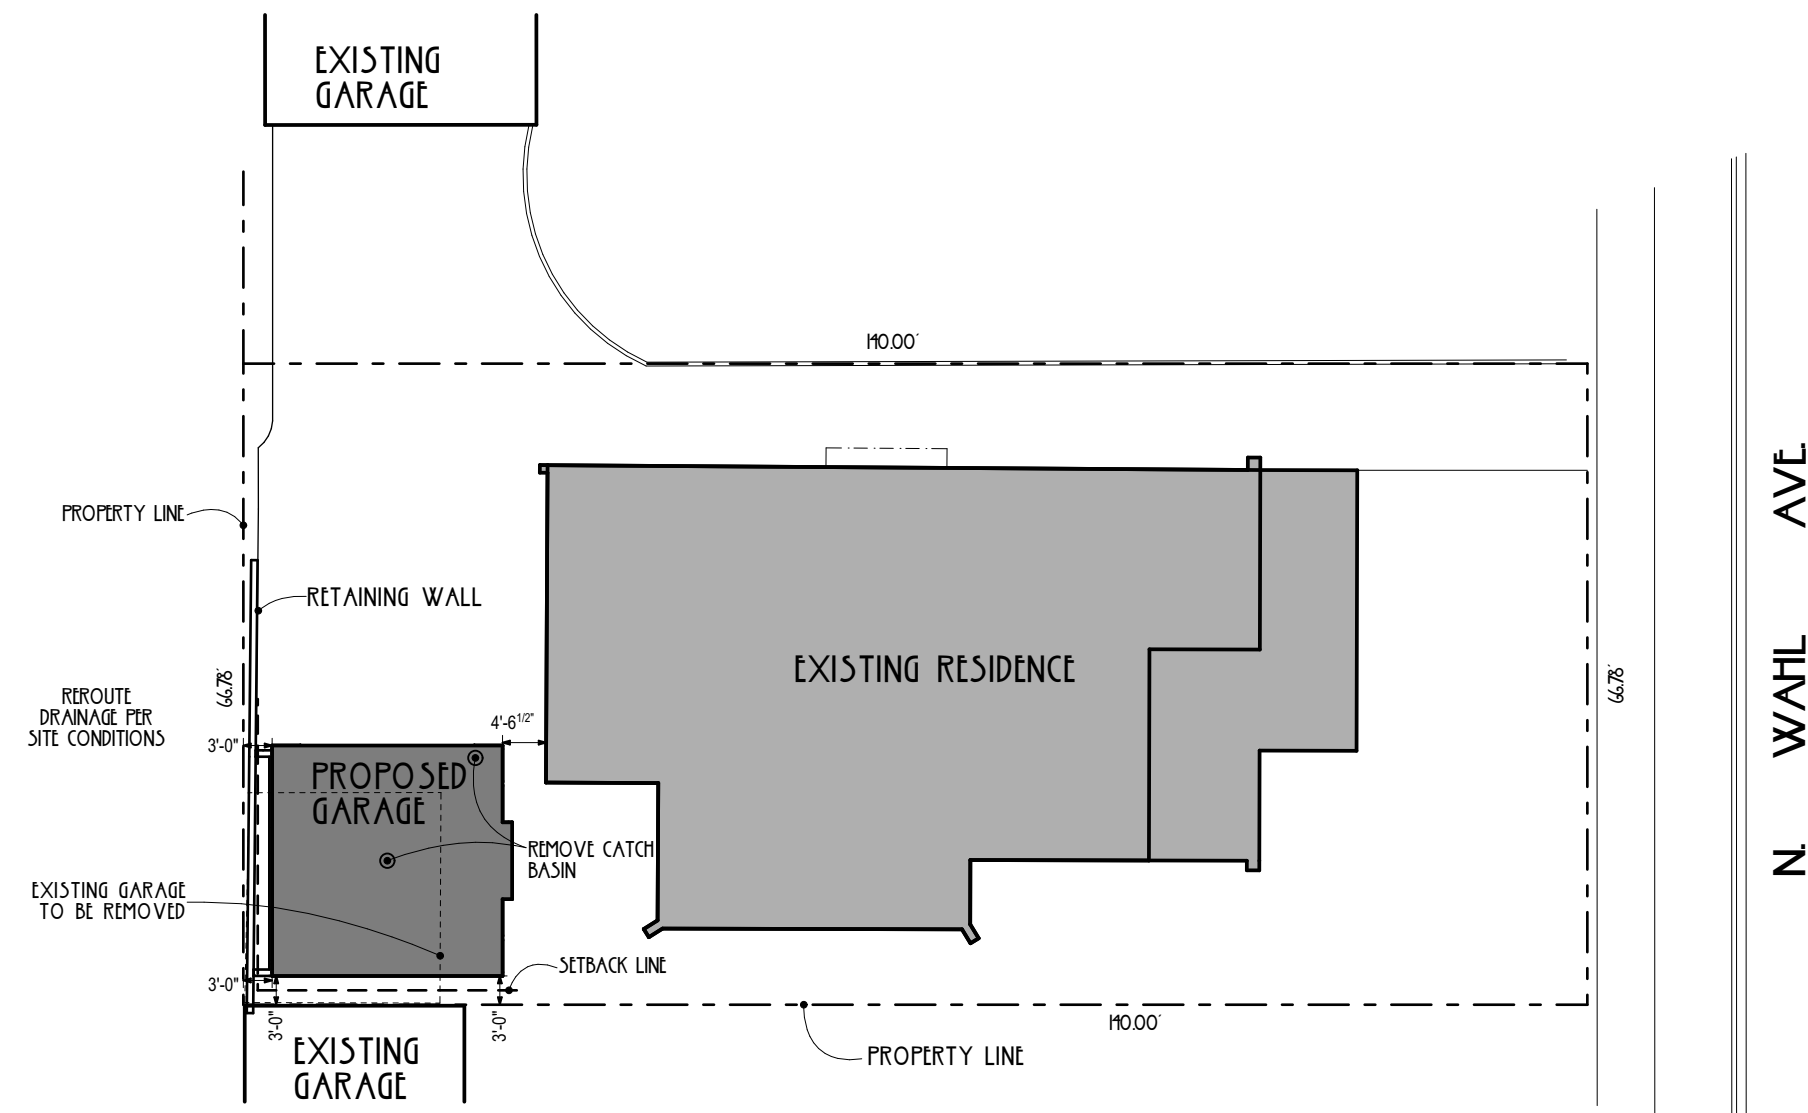 EXISTING
GARAGE
140.00'
PROPERTY LINE
RETAINING WALL
EXISTING RESIDENCE
66.78'
66.78'
REROUTE
DRAINAGE PER
SITE CONDITIONS
3'-0"
4'-6 1/2"
PROPOSED
GARAGE
REMOVE CATCH
BASIN
EXISTING GARAGE
TO BE REMOVED
SETBACK LINE
3'-0"
3'-0"
3'-0"
140.00'
EXISTING
GARAGE
PROPERTY LINE
N. WAHL AVE.